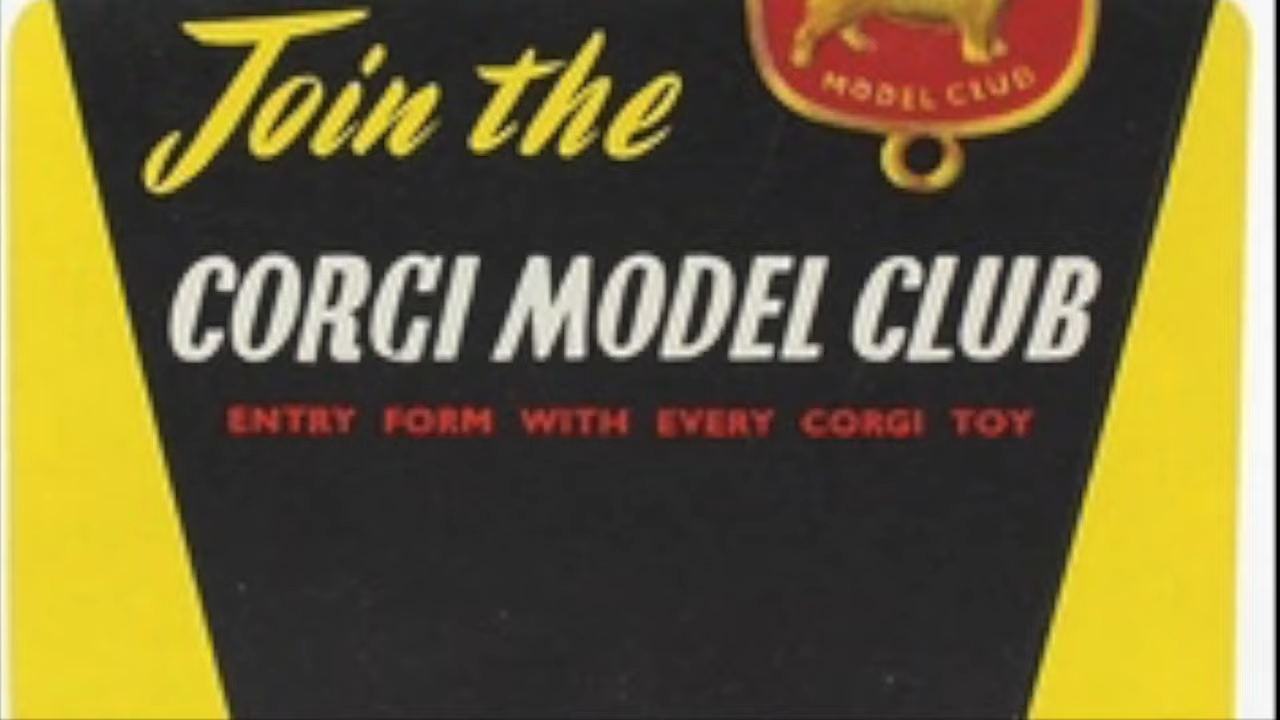 Join the
MODEL CLUB
CORGI MODEL CLUB
ENTRY FORM WITH EVERY CORGI TOY